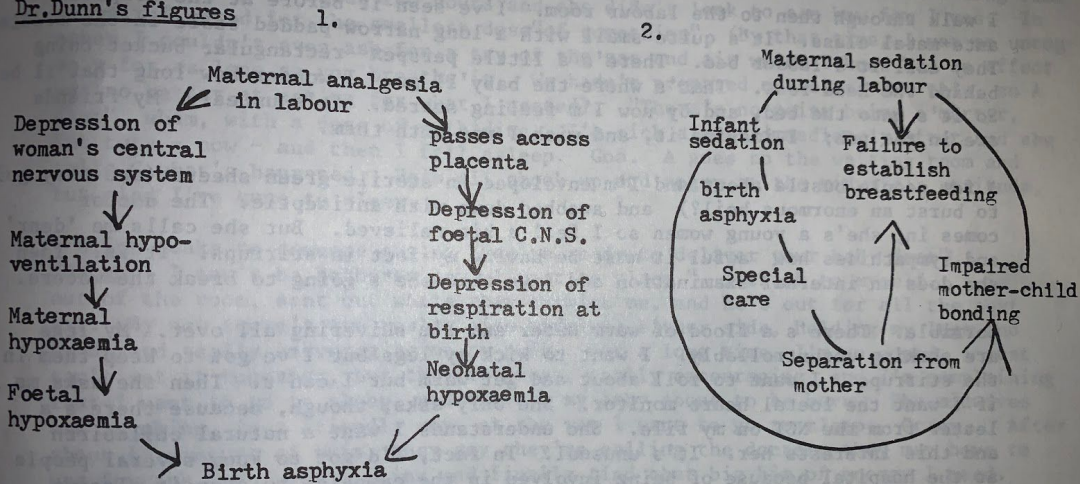 Dr.Dunn's figures
1.
Maternal analgesia
in labour
Depression of
woman's central
nervous system
Maternal hypo-
ventilation
Maternal
hypoxaemia
Foetal
hypoxaemia
passes across
placenta
Depression of
foetal C.N.S.
Depression of
respiration at
birth
Neonatal
hypoxaemia
Birth asphyxia
2.
Maternal sedation
during labour
Infant
sedation
birth
asphyxia
Special
care
Separation from
mother
Failure to
establish
breastfeeding
Impaired
mother-child
bonding